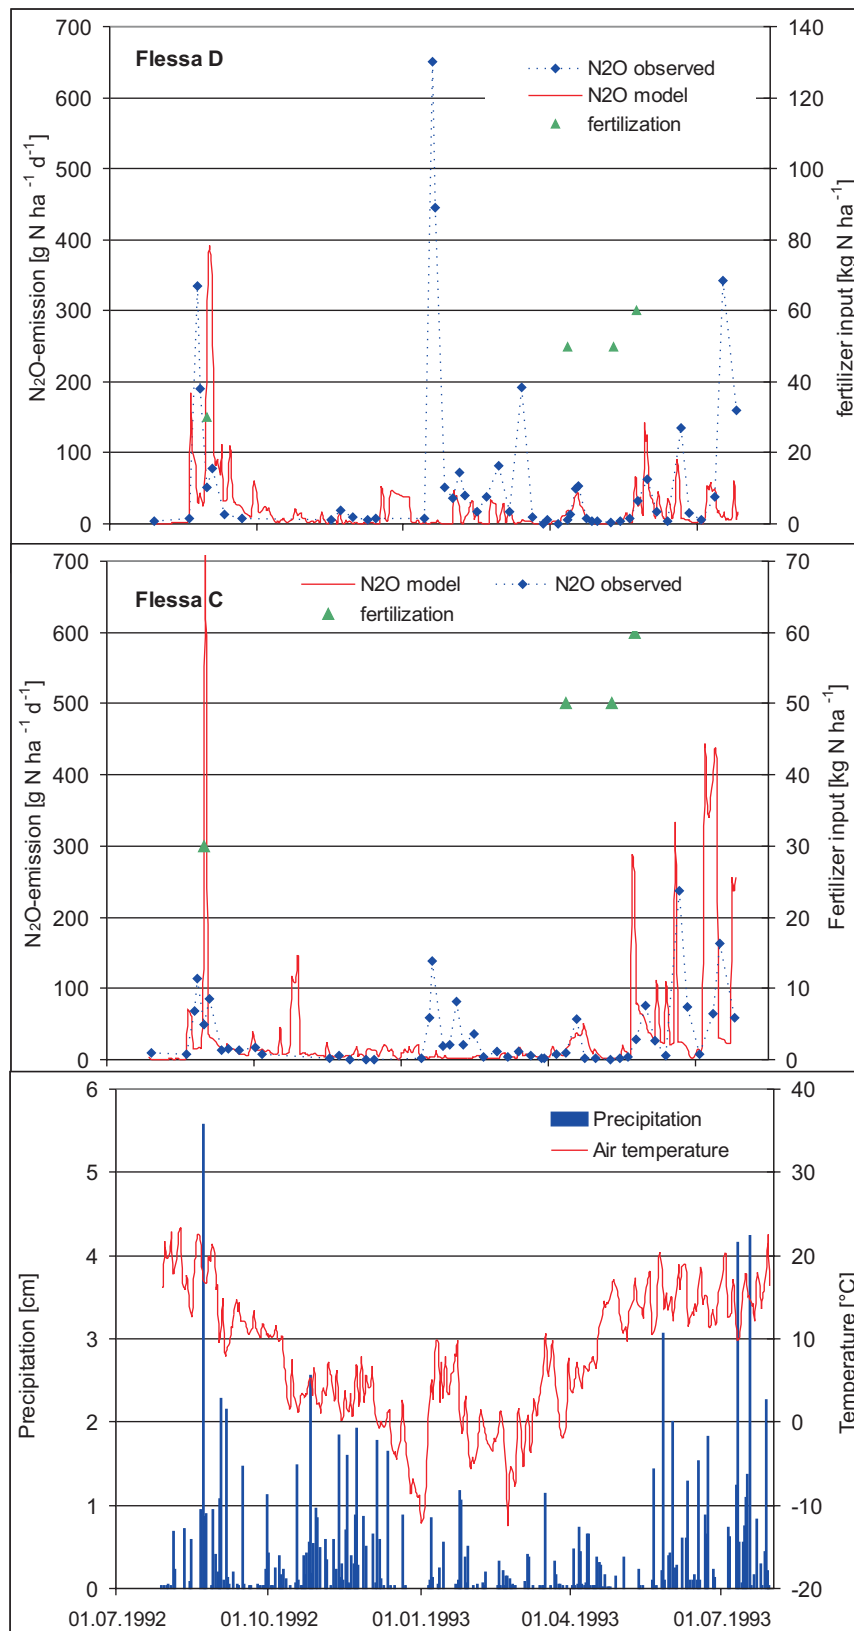 Flessa D
N2O observed
N2O model
fertilization
N2O-emission [g N ha -1 d-1]
fertilizer input [kg N ha-1]
700
600
500
400
300
200
100
0
140
120
100
80
60
40
20
0
Flessa C
N2O model N2O observed
fertilization
N2O-emission [g N ha -1 d-1]
Fertilizer input [kg N ha-1]
700
600
500
400
300
200
100
0
70
60
50
40
30
20
10
0
Precipitation
Air temperature
Precipitation [cm]
Temperature [°C]
6
5
4
3
2
1
0
40
30
20
10
0
-10
-20
01.07.1992 01.10.1992 01.01.1993 01.04.1993 01.07.1993